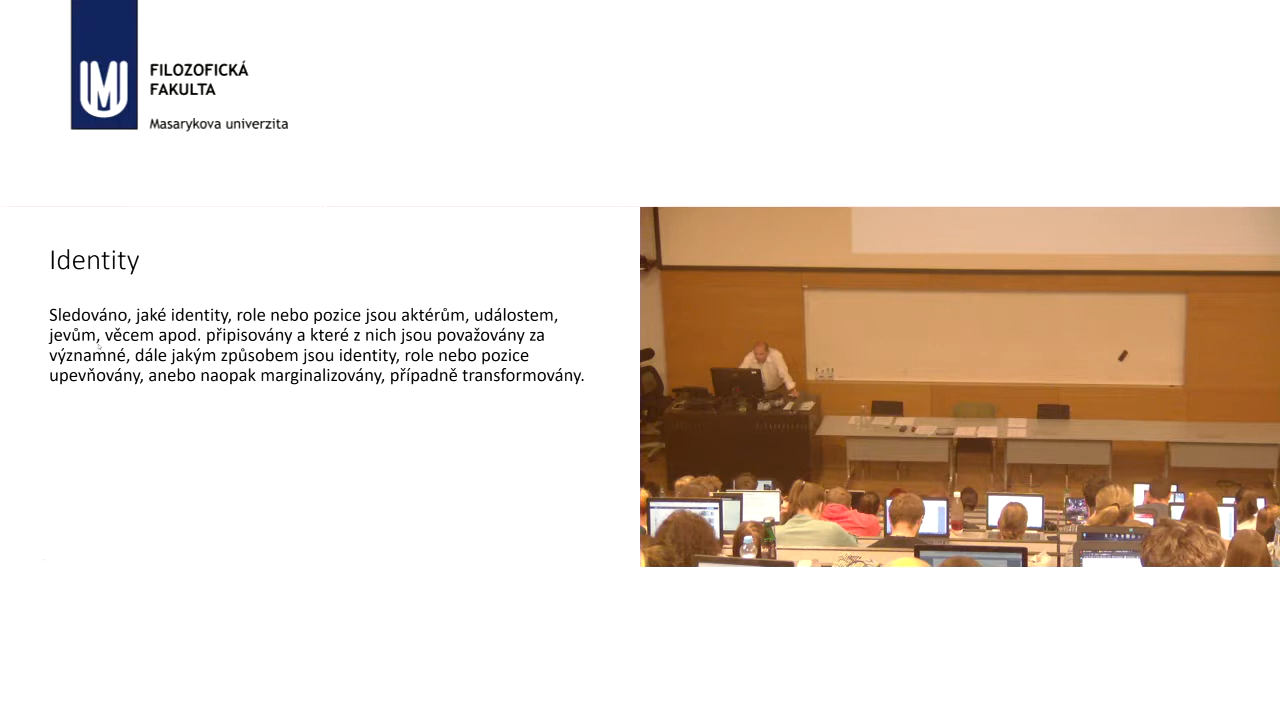 FILOZOFICKÁ
FAKULTA
Masarykova univerzita
Identity
Sledováno, jaké identity, role nebo pozice jsou aktérům, událostem,
jevům, věcem apod. připisovány a které z nich jsou považovány za
významné, dále jakým způsobem jsou identity, role nebo pozice
upevňovány, anebo naopak marginalizovány, případně transformovány.